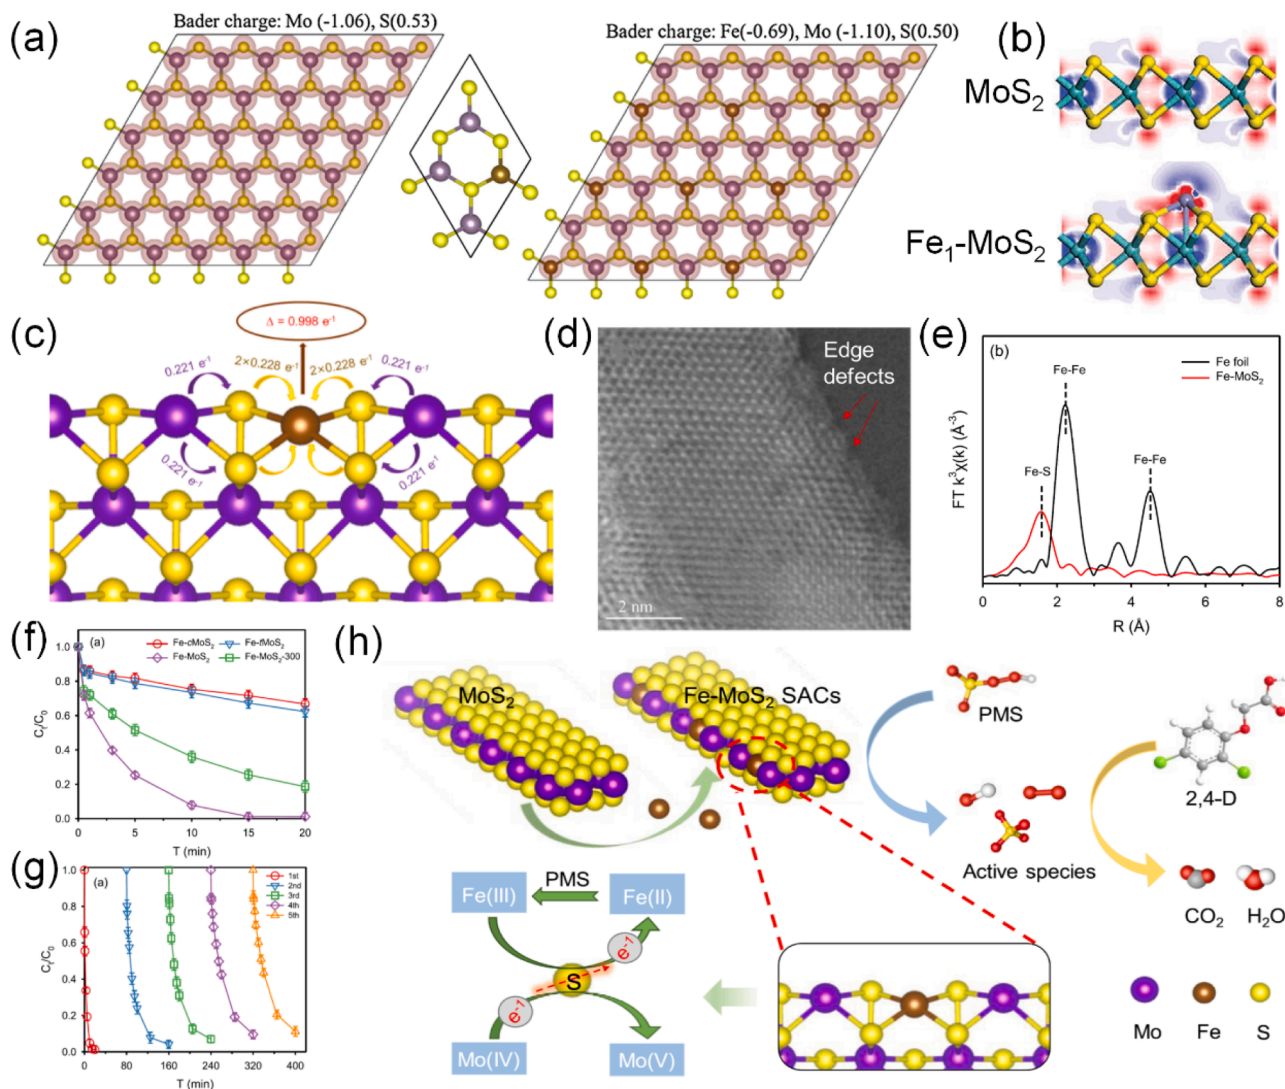 (a)
Bader charge: Mo (-1.06), S(0.53)
Bader charge: Fe(-0.69), Mo (-1.10), S(0.50)
(b)
MoS2
Fe1-MoS2
(c)
Δ = 0.998 e-1
0.221 e-1
2×0.228 e-1
2×0.228 e-1
0.221 e-1
0.221 e-1
0.221 e-1
(d)
Edge
defects
2 nm
(e)
(b)
Fe foil
Fe-MoS2
Fe-Fe
Fe-S
Fe-Fe
FT k3χ(k) (Å-3)
0 2 4 6 8
R (Å)
(f)
(a)
Fe-cMoS2
Fe-rMoS2
Fe-MoS2
Fe-MoS2-300
Ct/C0
1.0
0.8
0.6
0.4
0.2
0.0
0 5 10 15 20
T (min)
(g)
(a)
1st
2nd
3rd
4th
5th
Ct/C0
1.0
0.8
0.6
0.4
0.2
0.0
0 80 160 240 320 400
T (min)
(h)
MoS2
Fe-MoS2 SACs
PMS
2,4-D
Active species
CO2
H2O
Fe(III)
PMS
Fe(II)
e-1
S
e-1
Mo(IV)
Mo(V)
Mo
Fe
S